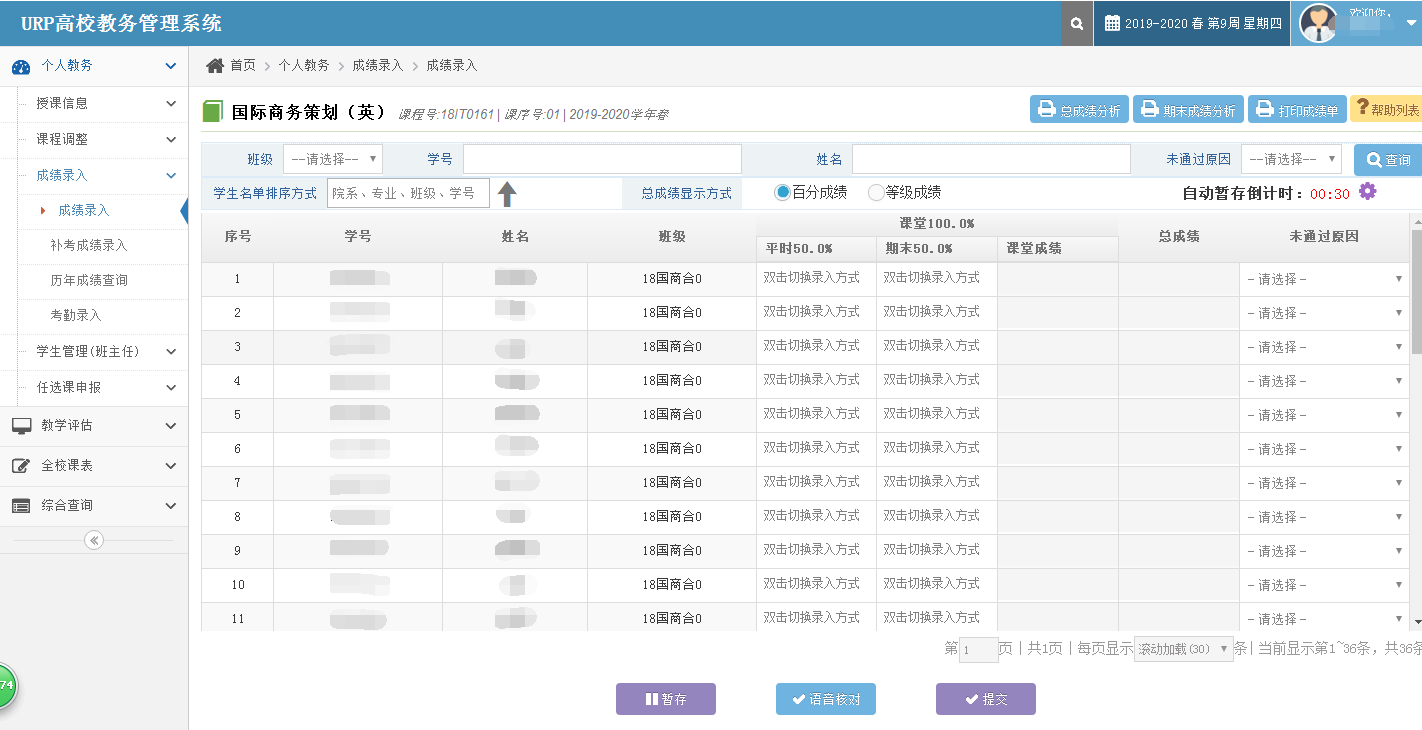 URP高校教务管理系统
2019-2020 春 第9周 星期四
欢迎你,
个人教务
授课信息
课程调整
成绩录入
成绩录入
补考成绩录入
历年成绩查询
考勤录入
学生管理(班主任)
任选课申报
教学评估
全校课表
综合查询
74
首页 > 个人教务 > 成绩录入 > 成绩录入
国际商务策划（英） 课程号:18IT0161 | 课序号:01 | 2019-2020学年春
总成绩分析 期末成绩分析 打印成绩单 ?帮助列表
班级 --请选择-- 学号 姓名 未通过原因 --请选择-- 查询
学生名单排序方式 院系、专业、班级、学号 总成绩显示方式 百分成绩 等级成绩 自动暂存倒计时：00:30
序号 学号 姓名 班级 课堂100.0% 总成绩 未通过原因
平时50.0% 期末50.0% 课堂成绩
1 18国商合0 双击切换录入方式 双击切换录入方式 - 请选择 -
2 18国商合0 双击切换录入方式 双击切换录入方式 - 请选择 -
3 18国商合0 双击切换录入方式 双击切换录入方式 - 请选择 -
4 18国商合0 双击切换录入方式 双击切换录入方式 - 请选择 -
5 18国商合0 双击切换录入方式 双击切换录入方式 - 请选择 -
6 18国商合0 双击切换录入方式 双击切换录入方式 - 请选择 -
7 18国商合0 双击切换录入方式 双击切换录入方式 - 请选择 -
8 18国商合0 双击切换录入方式 双击切换录入方式 - 请选择 -
9 18国商合0 双击切换录入方式 双击切换录入方式 - 请选择 -
10 18国商合0 双击切换录入方式 双击切换录入方式 - 请选择 -
11 18国商合0 双击切换录入方式 双击切换录入方式 - 请选择 -
第 1 页 | 共1页 | 每页显示 滚动加载(30) 条 | 当前显示第1~36条，共36条
暂存 语音核对 提交